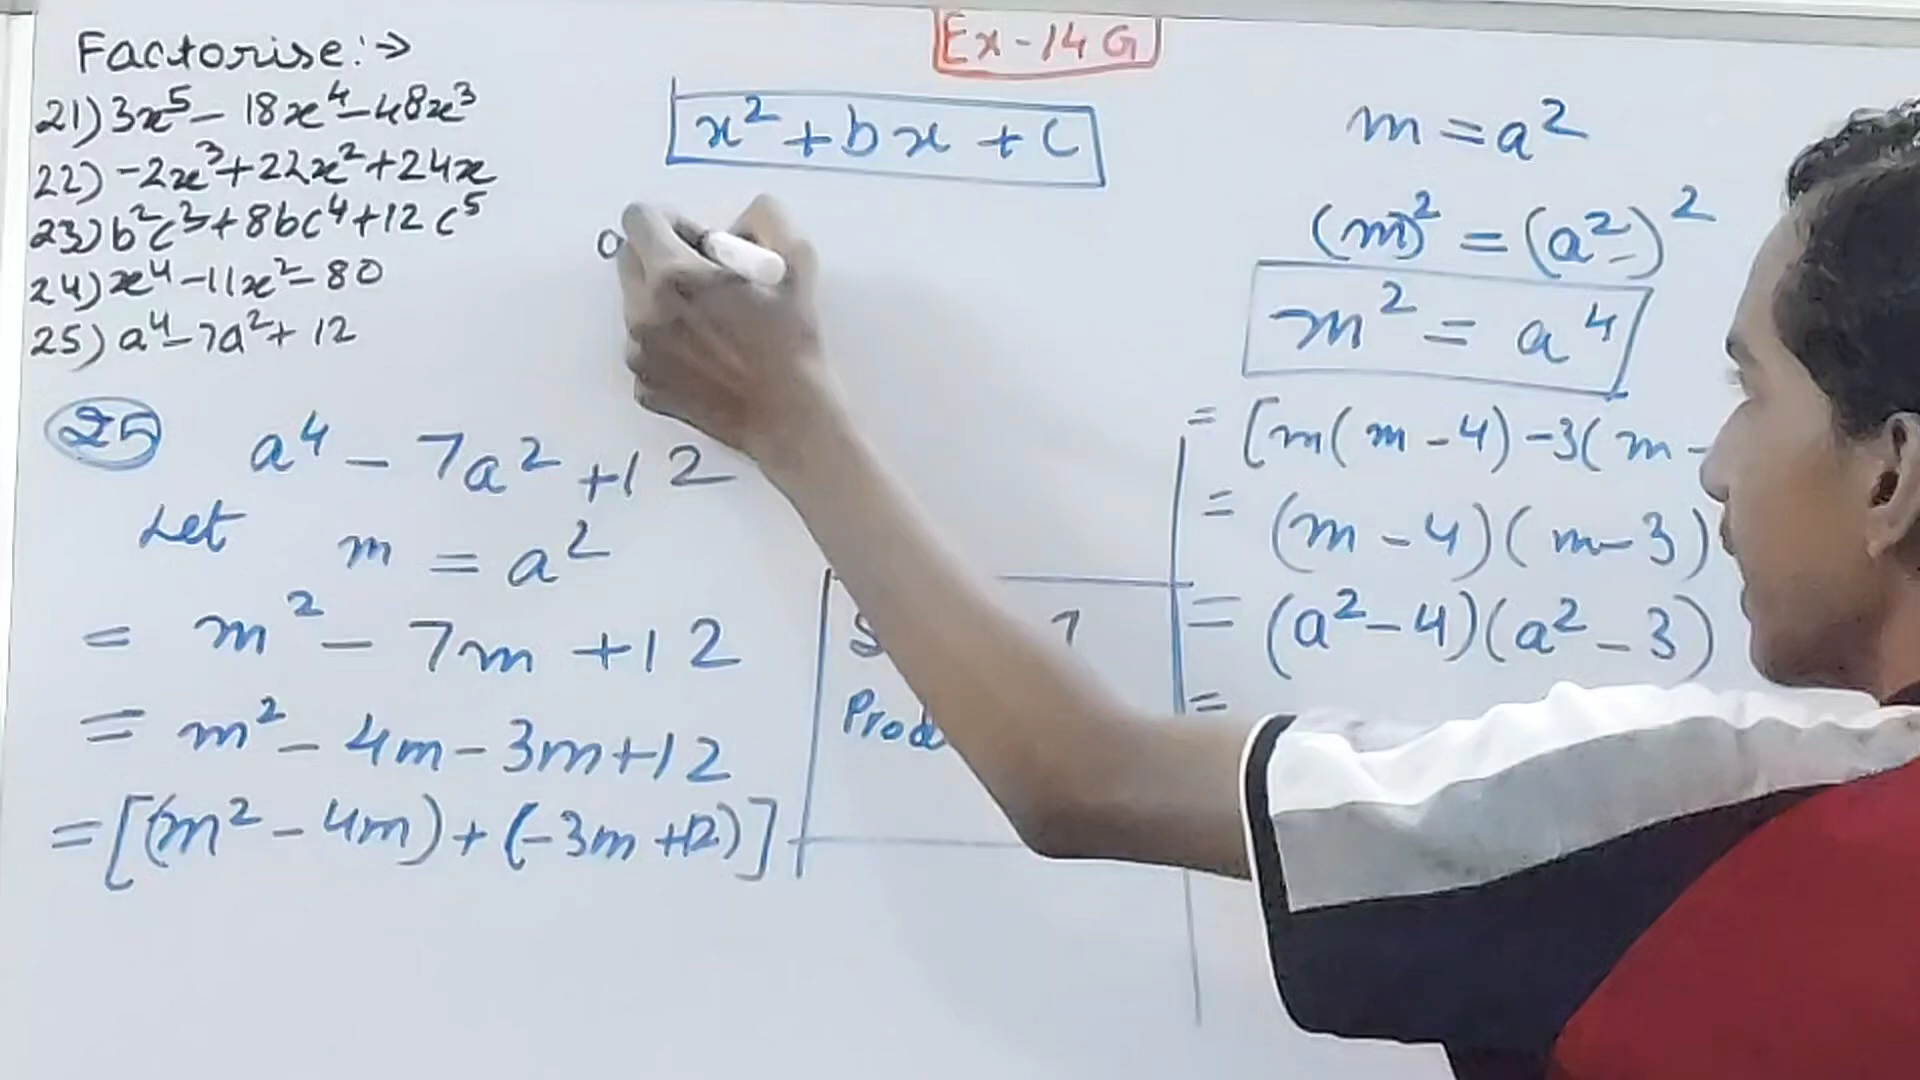 Ex-14 G
Factorise:→
21) 3x⁵ - 18x⁴ - 48x³
22) -2x³ + 22x² + 24x
23) b²c³ + 8bc⁴ + 12c⁵
24) x⁴ - 11x² - 80
25) a⁴ - 7a² + 12
x² + bx + c
25 a⁴ - 7a² + 12
Let m = a²
= m² - 7m + 12
= m² - 4m - 3m + 12
= [(m² - 4m) + (-3m + 12)]
m = a²
(m)² = (a²)²
m² = a⁴
= [m(m - 4) - 3(m -
= (m - 4)(m - 3)
= (a² - 4)(a² - 3)
=